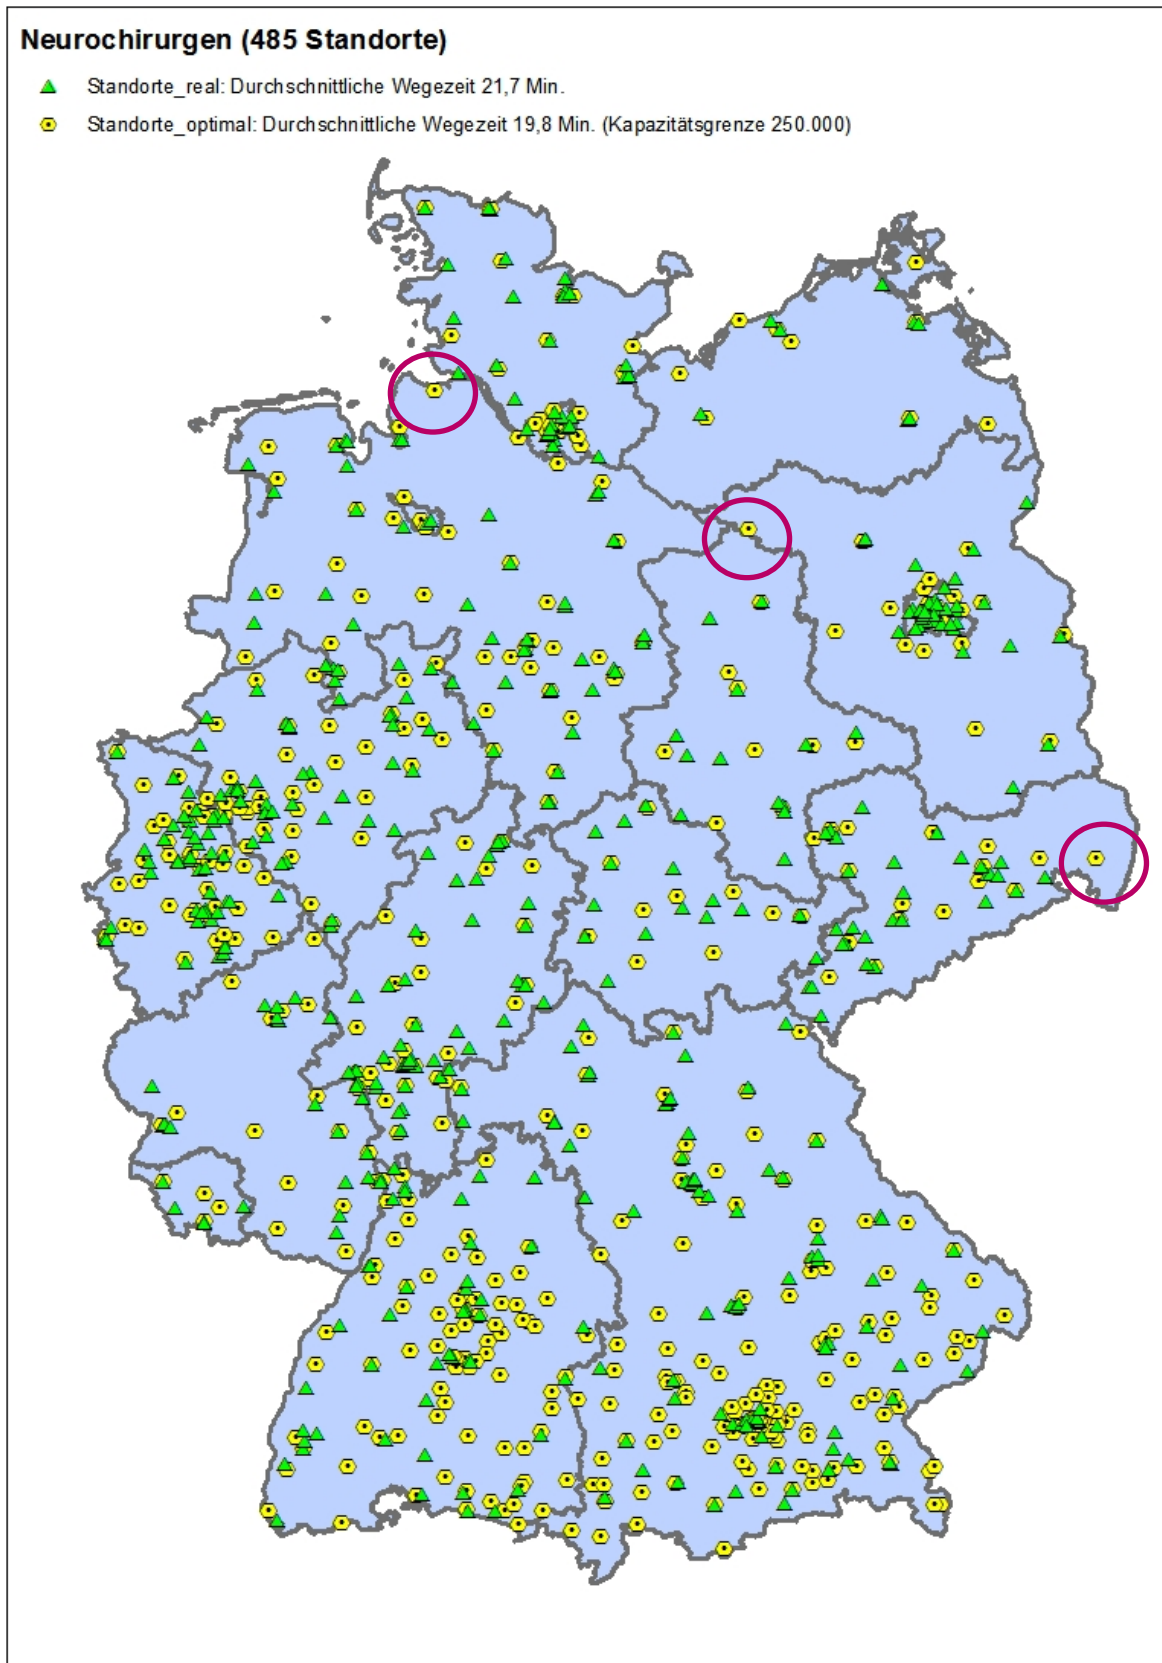 Neurochirurgen (485 Standorte)
Standorte_real: Durchschnittliche Wegezeit 21,7 Min.
Standorte_optimal: Durchschnittliche Wegezeit 19,8 Min. (Kapazitätsgrenze 250.000)